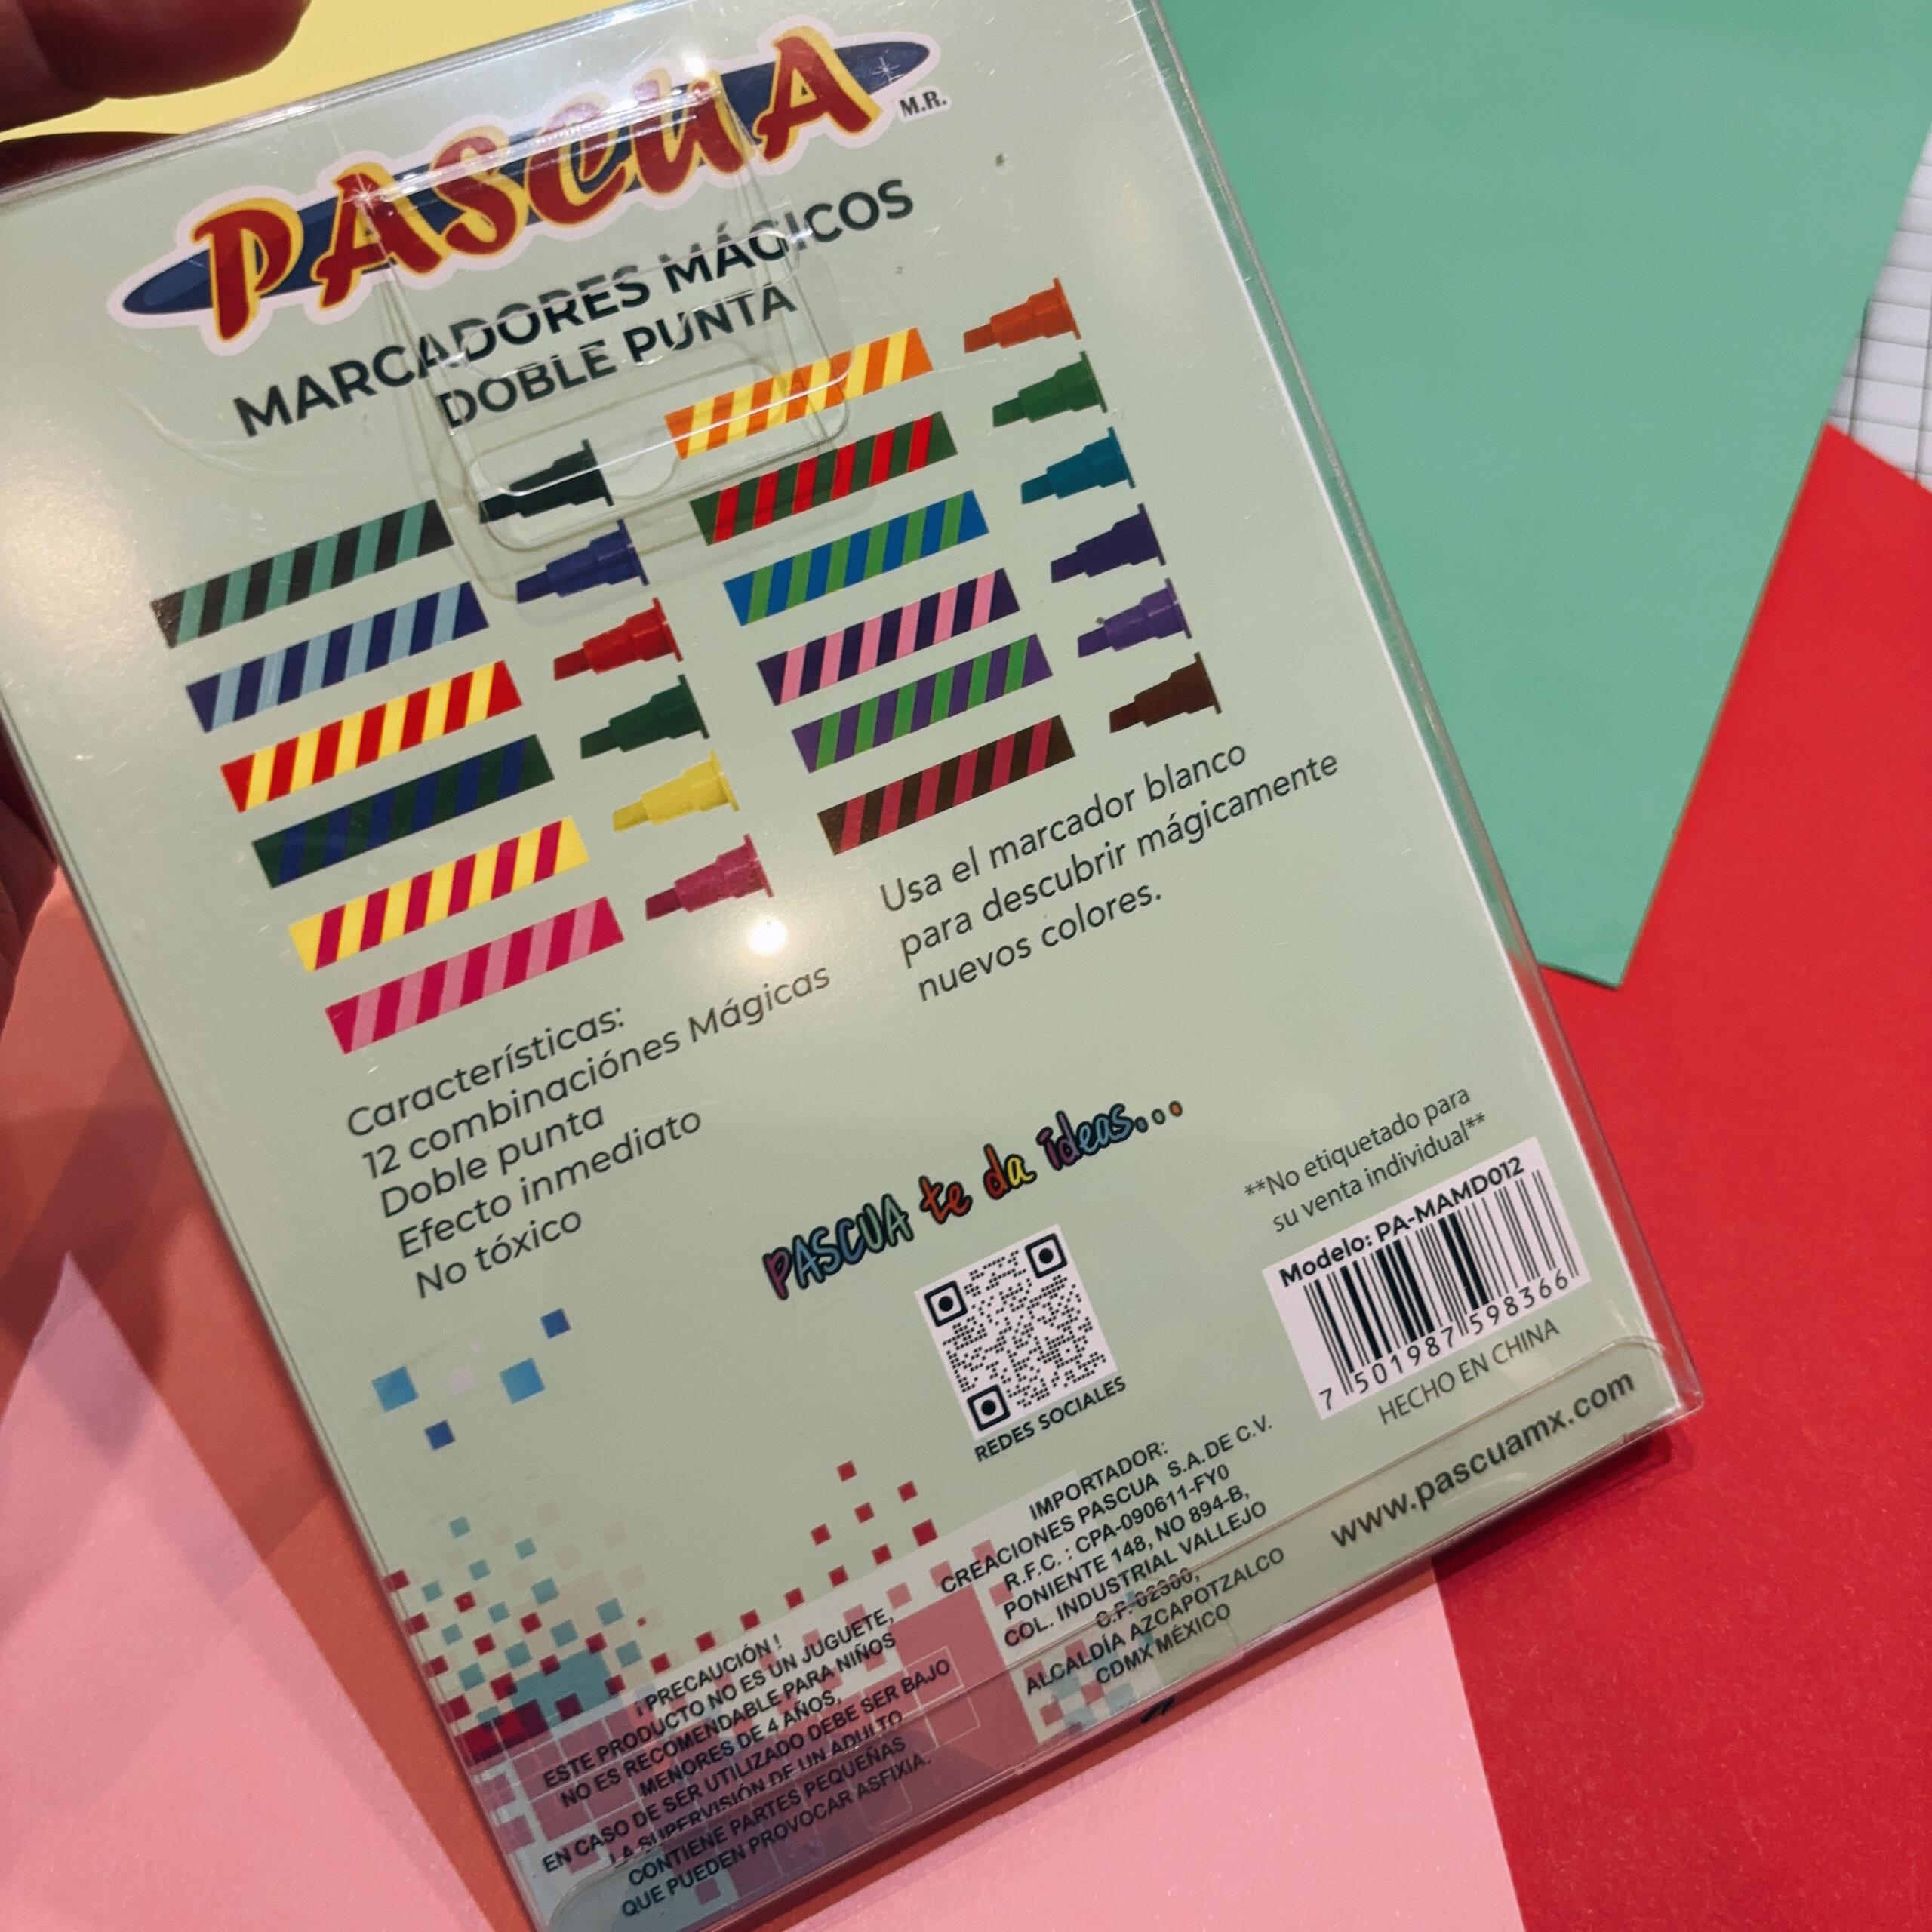 PASCUA
M.R.
MARCADORES MÁGICOS
DOBLE PUNTA
Usa el marcador blanco
para descubrir mágicamente
nuevos colores.
Características:
12 combinaciónes Mágicas
Doble punta
Efecto inmediato
No tóxico
PASCUA te da ideas...
REDES SOCIALES
**No etiquetado para
su venta individual**
Modelo: PA-MAMD012
7 501987 598366
HECHO EN CHINA
www.pascuamx.com
IMPORTADOR:
CREACIONES PASCUA S.A.DE C.V.
R.F.C. : CPA-090611-FY0
PONIENTE 148, NO 894-B,
COL. INDUSTRIAL VALLEJO
C.P. 02300,
ALCALDÍA AZCAPOTZALCO
CDMX MÉXICO
¡PRECAUCIÓN !
ESTE PRODUCTO NO ES UN JUGUETE,
NO ES RECOMENDABLE PARA NIÑOS
MENORES DE 4 AÑOS,
EN CASO DE SER UTILIZADO DEBE SER BAJO
LA SUPERVISIÓN DE UN ADULTO
CONTIENE PARTES PEQUEÑAS
QUE PUEDEN PROVOCAR ASFIXIA.